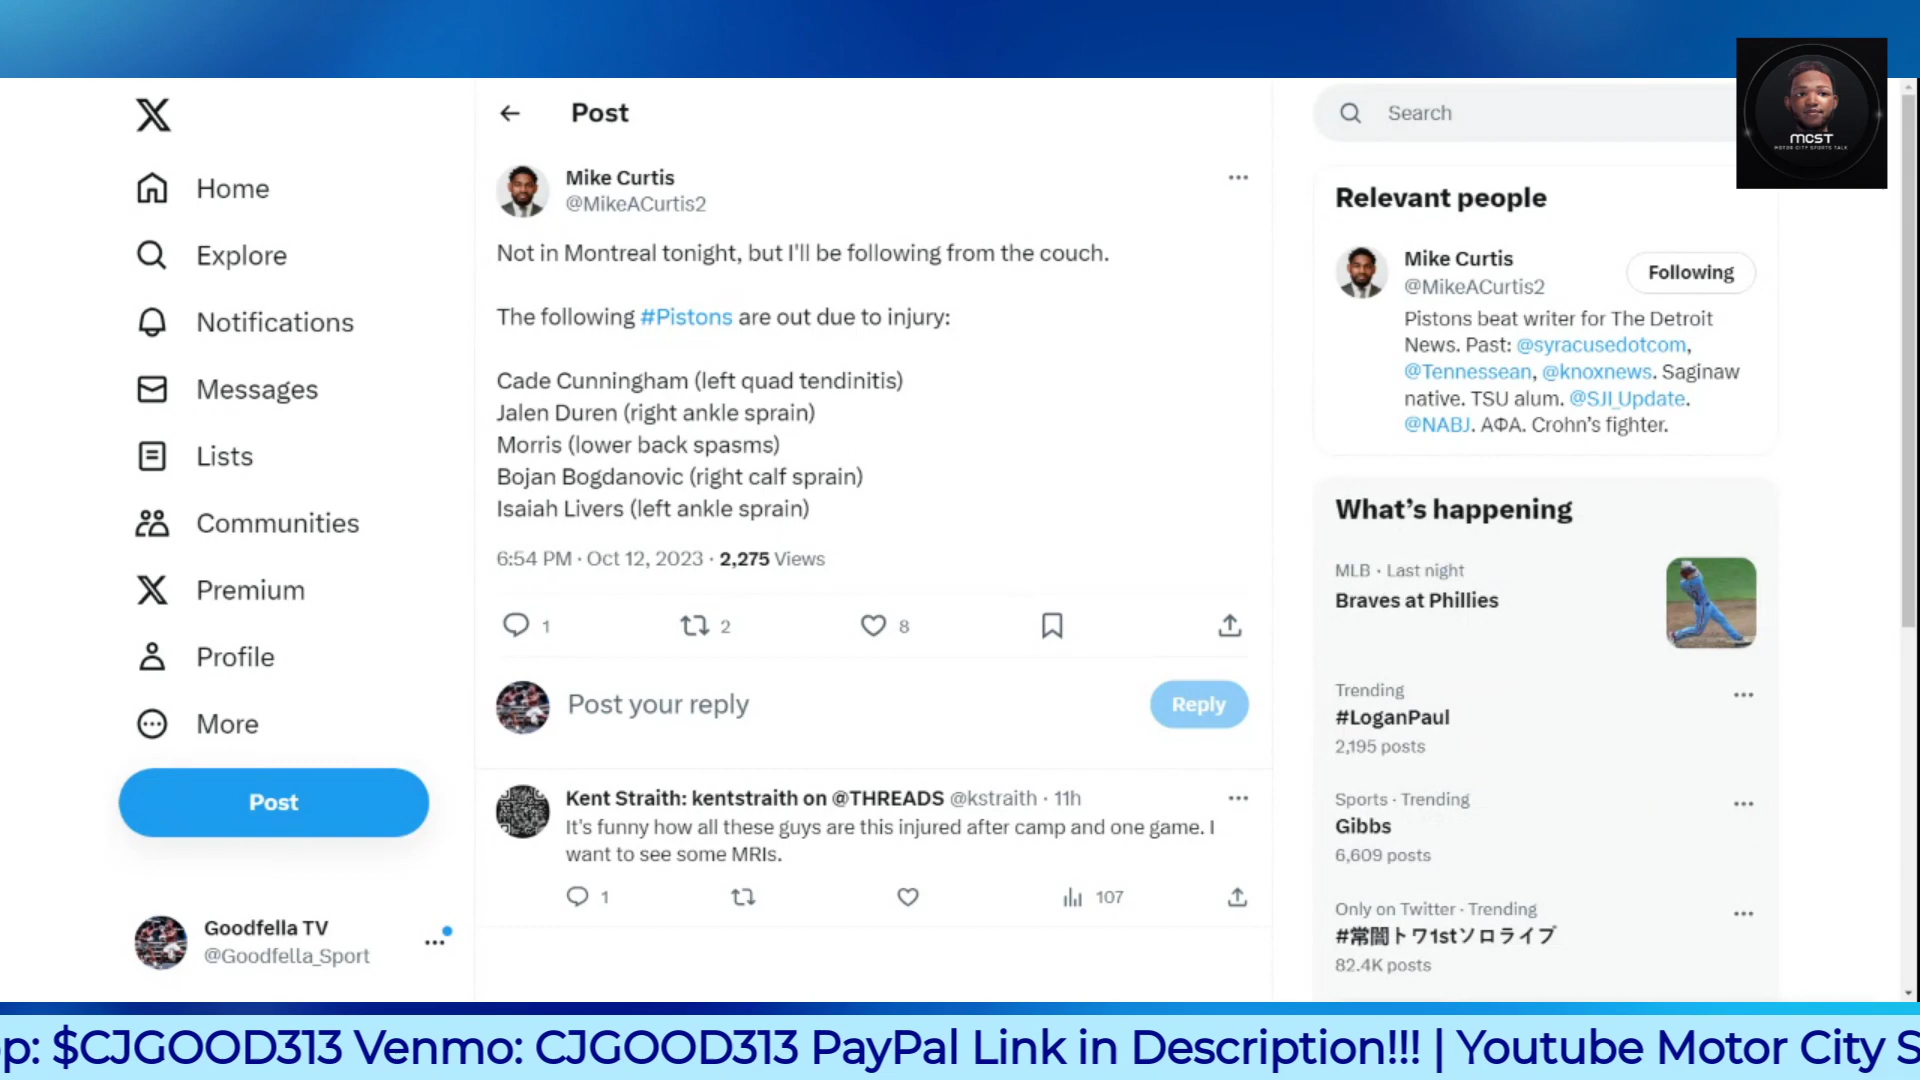 Home
Explore
Notifications
Messages
Lists
Communities
Premium
Profile
More
Post
Goodfella TV
@Goodfella_Sport
Post
Mike Curtis
@MikeACurtis2
Not in Montreal tonight, but I'll be following from the couch.
The following #Pistons are out due to injury:
Cade Cunningham (left quad tendinitis)
Jalen Duren (right ankle sprain)
Morris (lower back spasms)
Bojan Bogdanovic (right calf sprain)
Isaiah Livers (left ankle sprain)
6:54 PM · Oct 12, 2023 · 2,275 Views
1 2 8
Post your reply
Reply
Kent Straith: kentstraith on @THREADS @kstraith · 11h
It's funny how all these guys are this injured after camp and one game. I
want to see some MRIs.
1 107
Search
MCST
MOTOR CITY SPORTS TALK
Relevant people
Mike Curtis
@MikeACurtis2
Following
Pistons beat writer for The Detroit
News. Past: @syracusedotcom,
@Tennessean, @knoxnews. Saginaw
native. TSU alum. @SJI_Update.
@NABJ. AΦA. Crohn's fighter.
What's happening
MLB · Last night
Braves at Phillies
Trending
#LoganPaul
2,195 posts
Sports · Trending
Gibbs
6,609 posts
Only on Twitter · Trending
#常闇トワ1stソロライブ
82.4K posts
p: $CJGOOD313 Venmo: CJGOOD313 PayPal Link in Description!!! | Youtube Motor City S